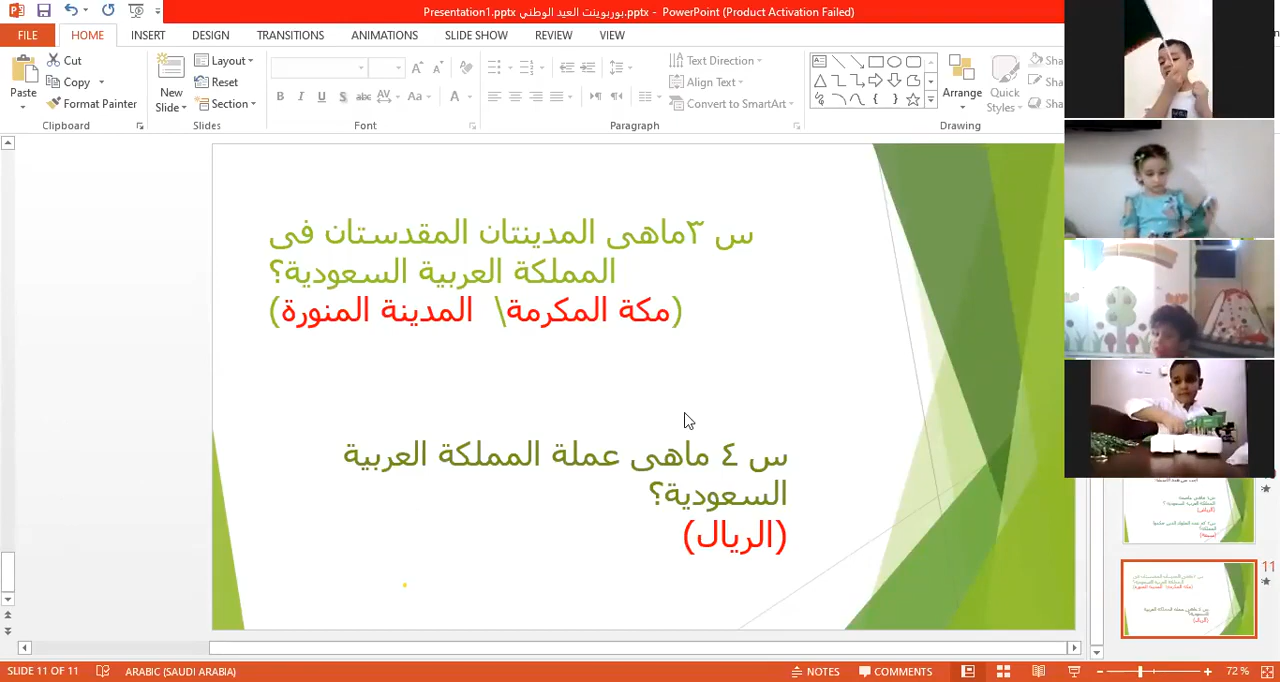 Presentation1.pptx بوربوينت العيد الوطني.pptx - PowerPoint (Product Activation Failed)
FILE HOME INSERT DESIGN TRANSITIONS ANIMATIONS SLIDE SHOW REVIEW VIEW
Cut
Copy
Format Painter
Paste
Clipboard
New Slide
Layout
Reset
Section
Slides
Font
Text Direction
Align Text
Convert to SmartArt
Paragraph
Arrange
Quick Styles
Drawing
س ٣ماهى المدينتان المقدستان فى
المملكة العربية السعودية؟
(مكة المكرمة\ المدينة المنورة)
س ٤ ماهى عملة المملكة العربية
السعودية؟
(الريال)
11
SLIDE 11 OF 11 ARABIC (SAUDI ARABIA) NOTES COMMENTS 72 %